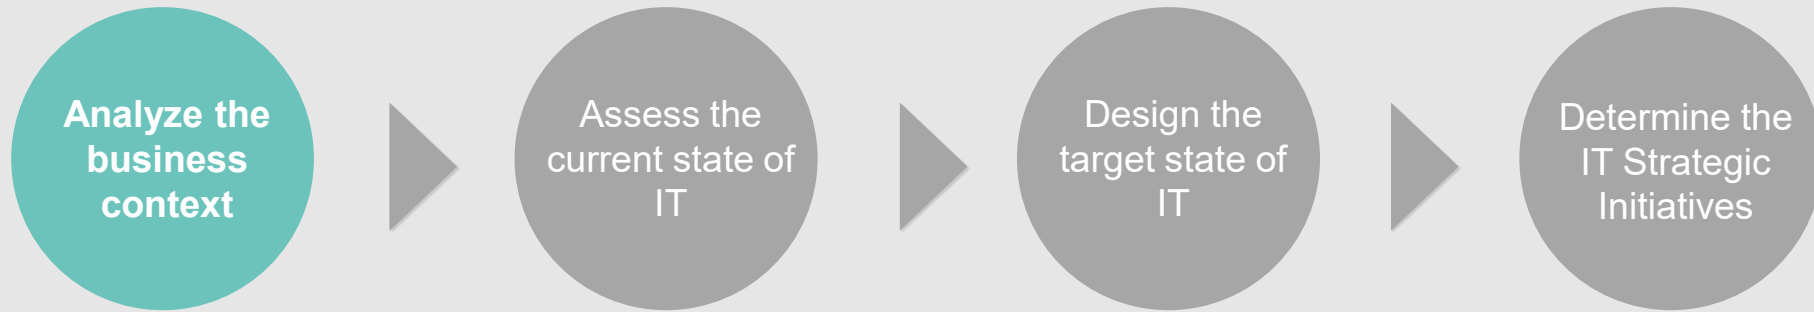 Analyze the
business
context
Assess the
current state of
IT
Design the
target state of
IT
Determine the
IT Strategic
Initiatives